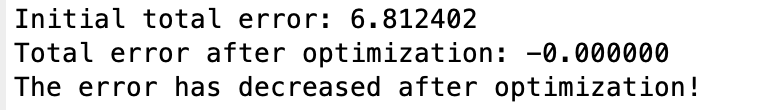 Initial total error: 6.812402
Total error after optimization: -0.000000
The error has decreased after optimization!